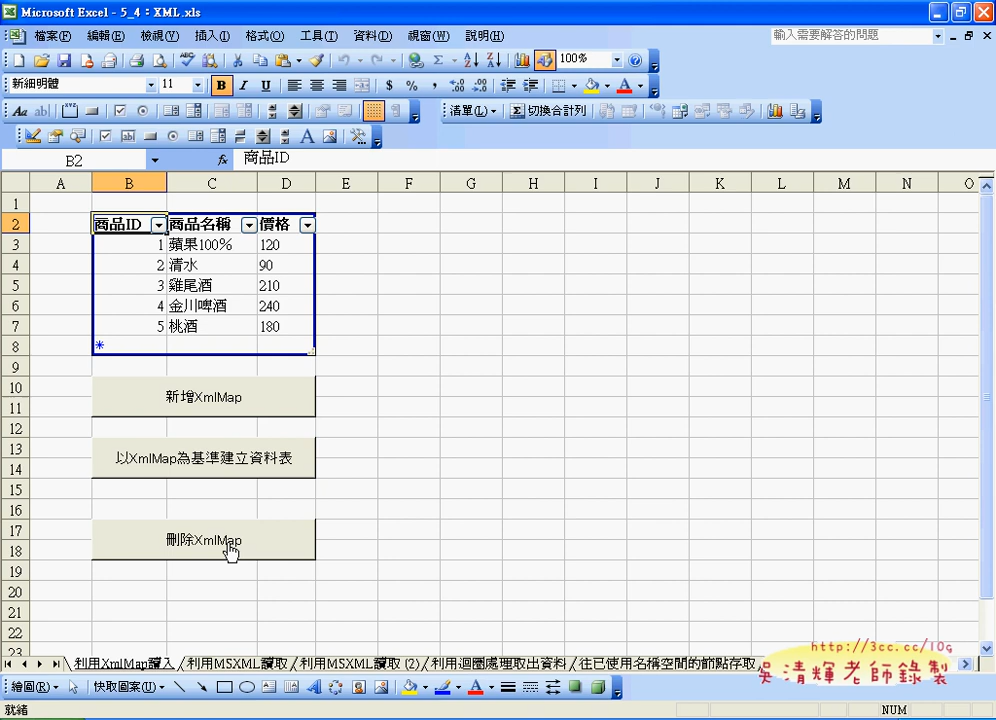 Microsoft Excel - 5_4：XML.xls
檔案(F) 編輯(E) 檢視(V) 插入(I) 格式(O) 工具(T) 資料(D) 視窗(W) 說明(H) 輸入需要解答的問題
100%
新細明體 11 B I U $ % ,
Aa ab| 清單(L) Σ 切換合計列
B2 fx 商品ID
A B C D E F G H I J K L M N O
1
2 商品ID 商品名稱 價格
3 1 蘋果100% 120
4 2 清水 90
5 3 雞尾酒 210
6 4 金川啤酒 240
7 5 桃酒 180
8 *
9
10
新增XmlMap
11
12
13
以XmlMap為基準建立資料表
14
15
16
17
刪除XmlMap
18
19
20
21
22
23
http://3cc.cc/10g
吳清輝老師錄製
利用XmlMap讀入 利用MSXML讀取 利用MSXML讀取 (2) 利用迴圈處理取出資料 往已使用名稱空間的節點存取
繪圖(R) 快取圖案(U)
就緒 NUM